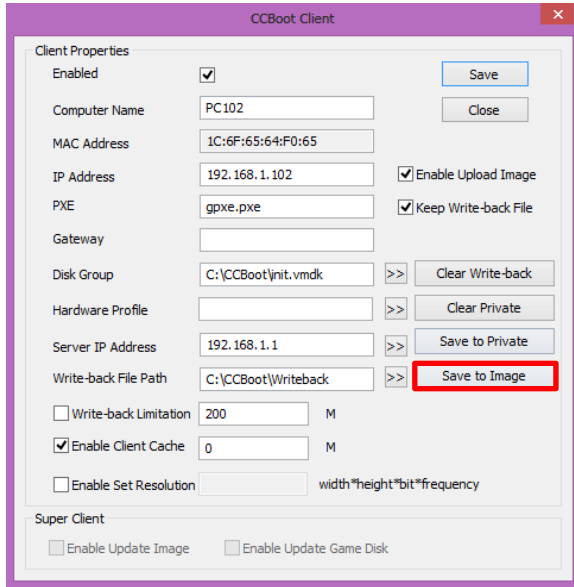 CCBoot Client
Client Properties
Enabled
Save
Computer Name PC102
Close
MAC Address 1C:6F:65:64:F0:65
IP Address 192.168.1.102
Enable Upload Image
PXE gpxe.pxe
Keep Write-back File
Gateway
Disk Group C:\CCBoot\init.vmdk >> Clear Write-back
Hardware Profile >> Clear Private
Server IP Address 192.168.1.1 >> Save to Private
Write-back File Path C:\CCBoot\Writeback >> Save to Image
Write-back Limitation 200 M
Enable Client Cache 0 M
Enable Set Resolution width*height*bit*frequency
Super Client
Enable Update Image Enable Update Game Disk